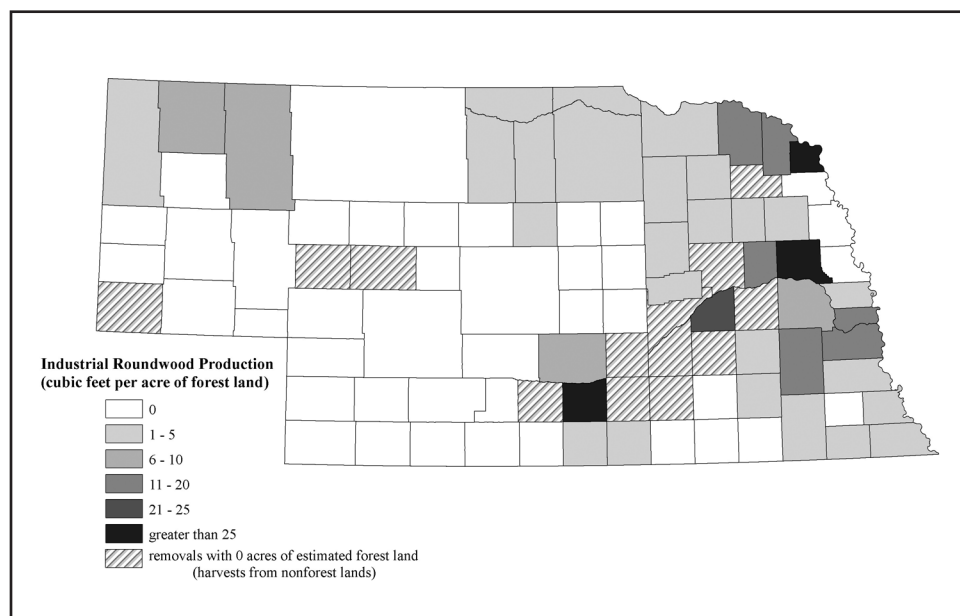 Industrial Roundwood Production
(cubic feet per acre of forest land)
0
1 - 5
6 - 10
11 - 20
21 - 25
greater than 25
removals with 0 acres of estimated forest land
(harvests from nonforest lands)